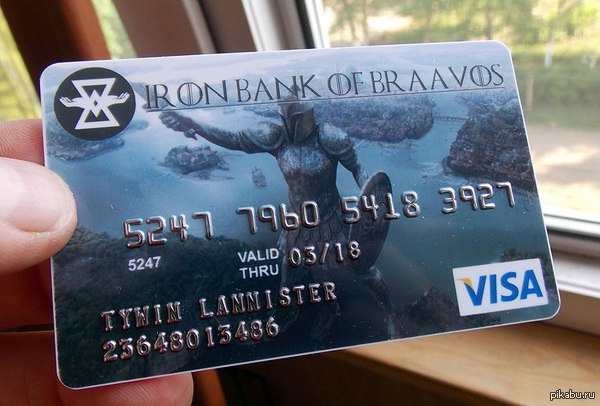 IRON BANK OF BRAAVOS
5247 7960 5418 3927
5247
VALID THRU 03/18
TYWIN LANNISTER
23648013486
VISA
pikabu.ru